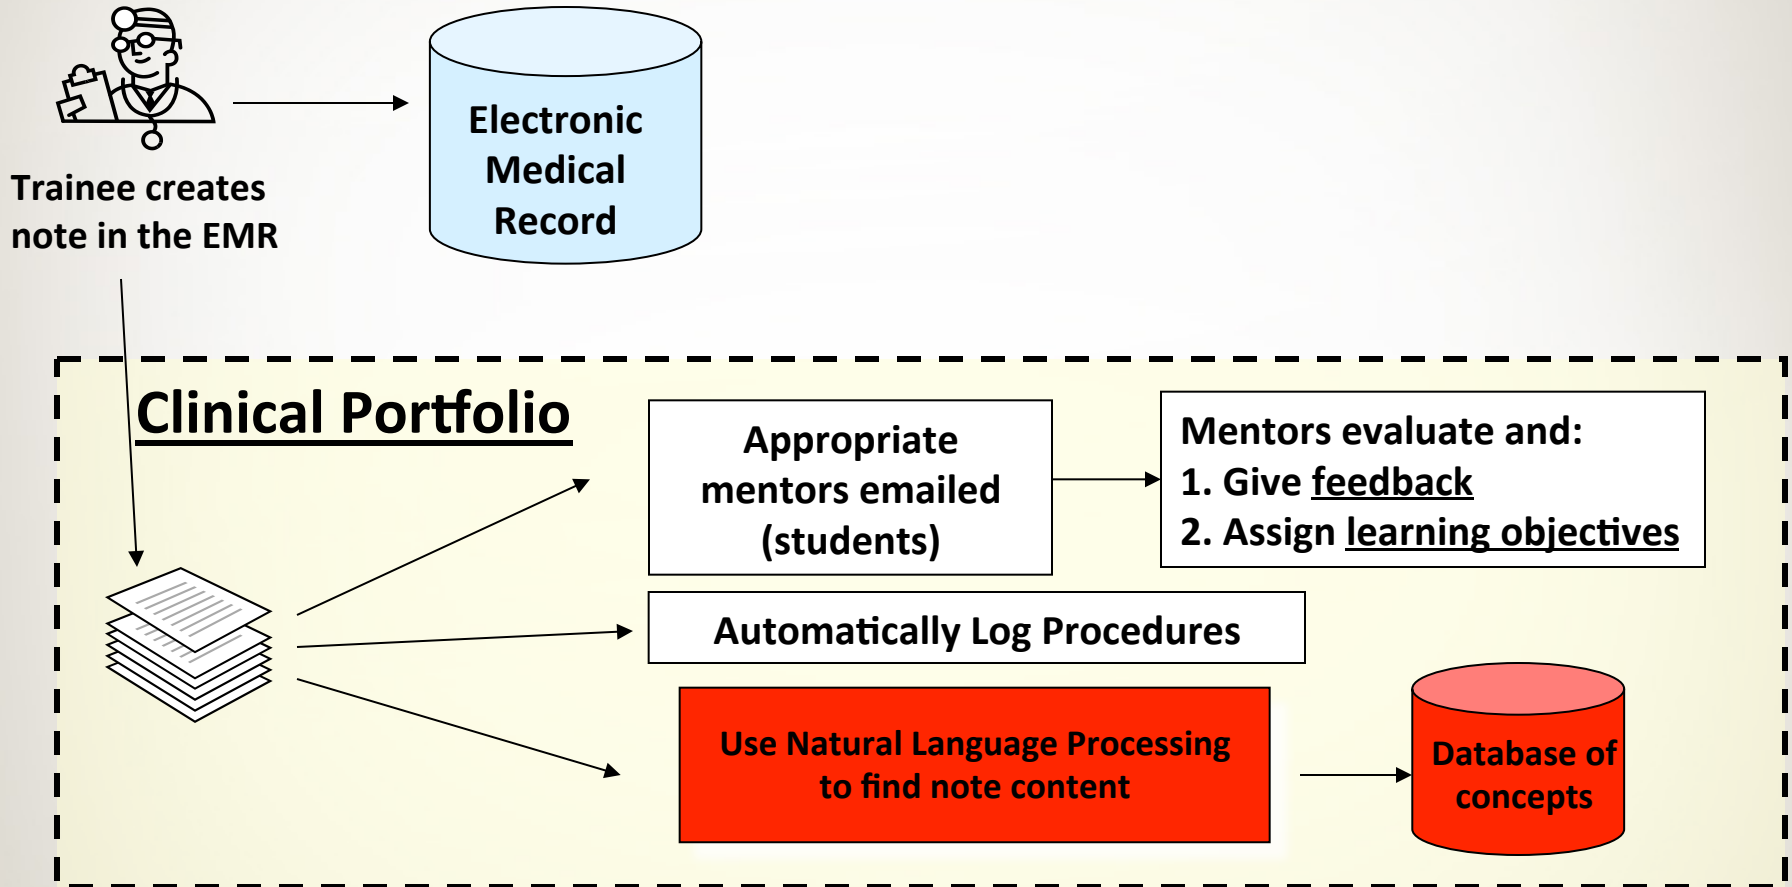 Electronic
Medical
Record
Trainee creates
note in the EMR
Clinical Portfolio
Appropriate
mentors emailed
(students)
Mentors evaluate and:
1. Give feedback
2. Assign learning objectives
Automatically Log Procedures
Use Natural Language Processing
to find note content
Database of
concepts